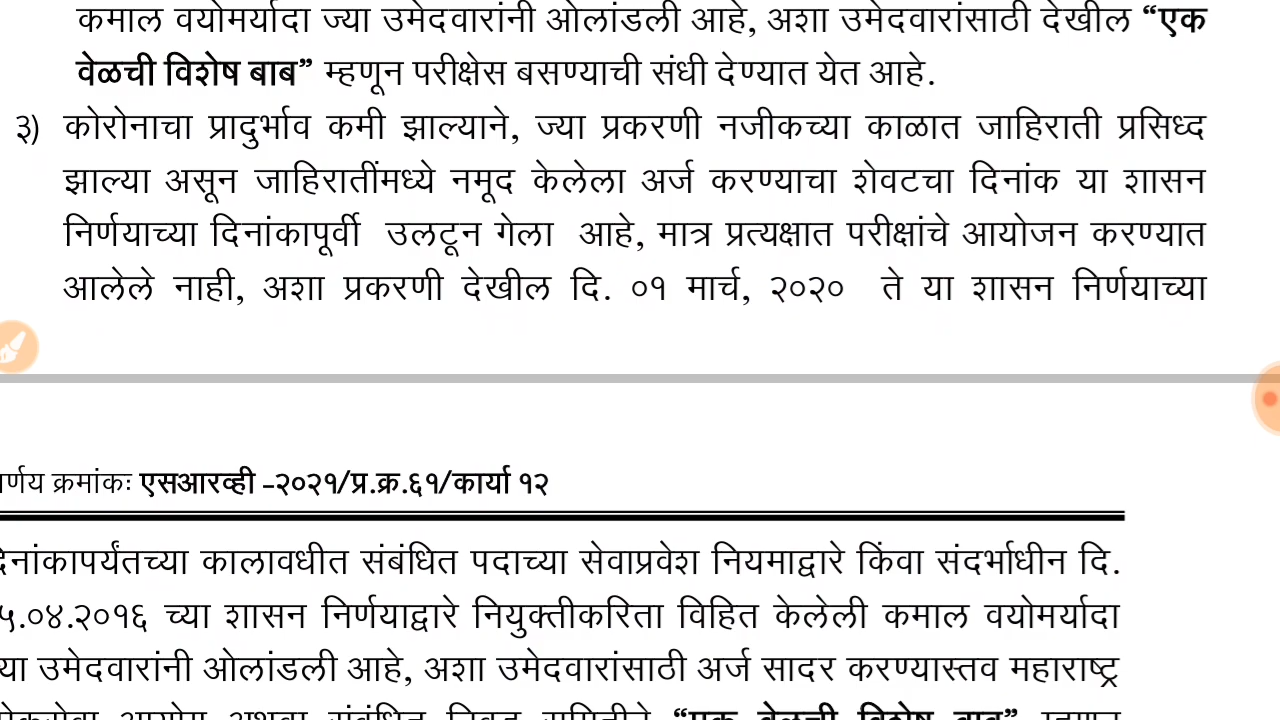 कमाल वयोमर्यादा ज्या उमेदवारांनी ओलांडली आहे, अशा उमेदवारांसाठी देखील “एक
वेळची विशेष बाब” म्हणून परीक्षेस बसण्याची संधी देण्यात येत आहे.
३) कोरोनाचा प्रादुर्भाव कमी झाल्याने, ज्या प्रकरणी नजीकच्या काळात जाहिराती प्रसिध्द
झाल्या असून जाहिरातींमध्ये नमूद केलेला अर्ज करण्याचा शेवटचा दिनांक या शासन
निर्णयाच्या दिनांकापूर्वी उलटून गेला आहे, मात्र प्रत्यक्षात परीक्षांचे आयोजन करण्यात
आलेले नाही, अशा प्रकरणी देखील दि. ०१ मार्च, २०२० ते या शासन निर्णयाच्या
क्रमांकः एसआरव्ही -२०२१/प्र.क्र.६१/कार्या १२
कालावधीत संबंधित पदाच्या सेवाप्रवेश नियमाद्वारे किंवा संदर्भाधीन दि.
५.०४.२०१६ च्या शासन निर्णयाद्वारे नियुक्तीकरिता विहित केलेली कमाल वयोमर्यादा
उमेदवारांनी ओलांडली आहे, अशा उमेदवारांसाठी अर्ज सादर करण्यास्तव महाराष्ट्र